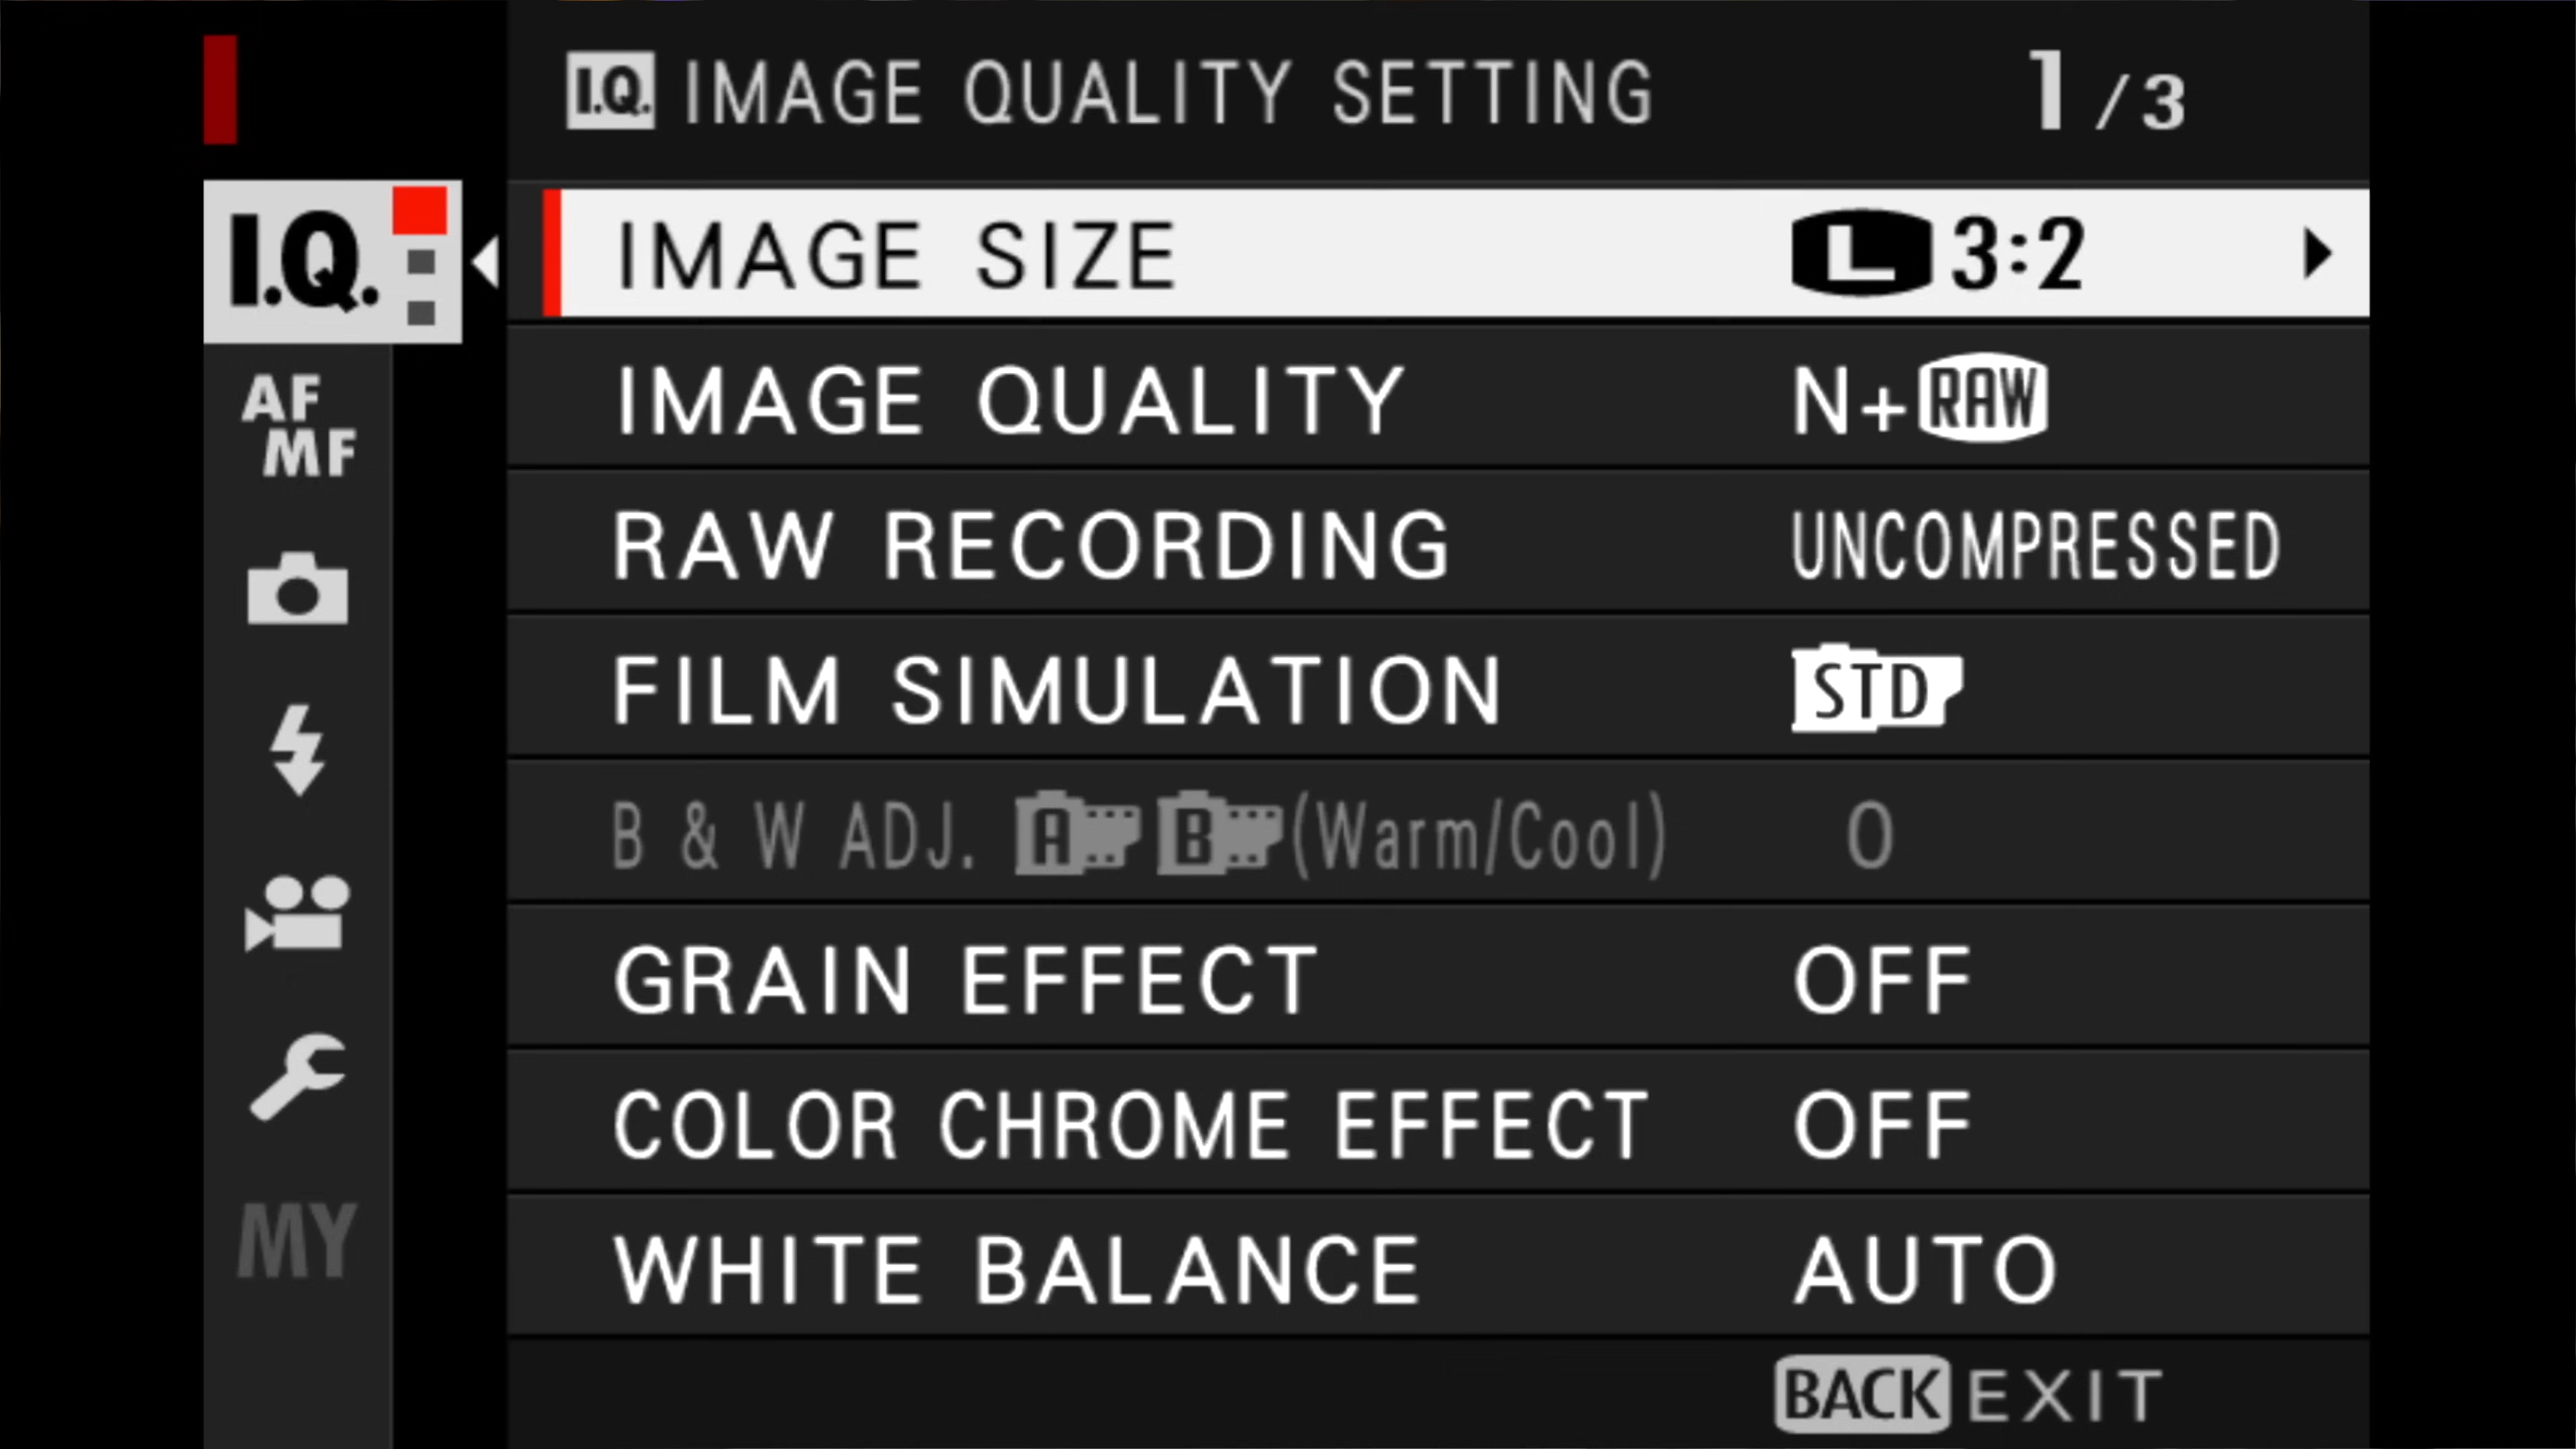 I.Q. IMAGE QUALITY SETTING 1/3
I.Q.
IMAGE SIZE L 3:2
IMAGE QUALITY N+RAW
AF
MF
RAW RECORDING UNCOMPRESSED
FILM SIMULATION STD
B & W ADJ. A B (Warm/Cool) 0
GRAIN EFFECT OFF
COLOR CHROME EFFECT OFF
MY
WHITE BALANCE AUTO
BACK EXIT